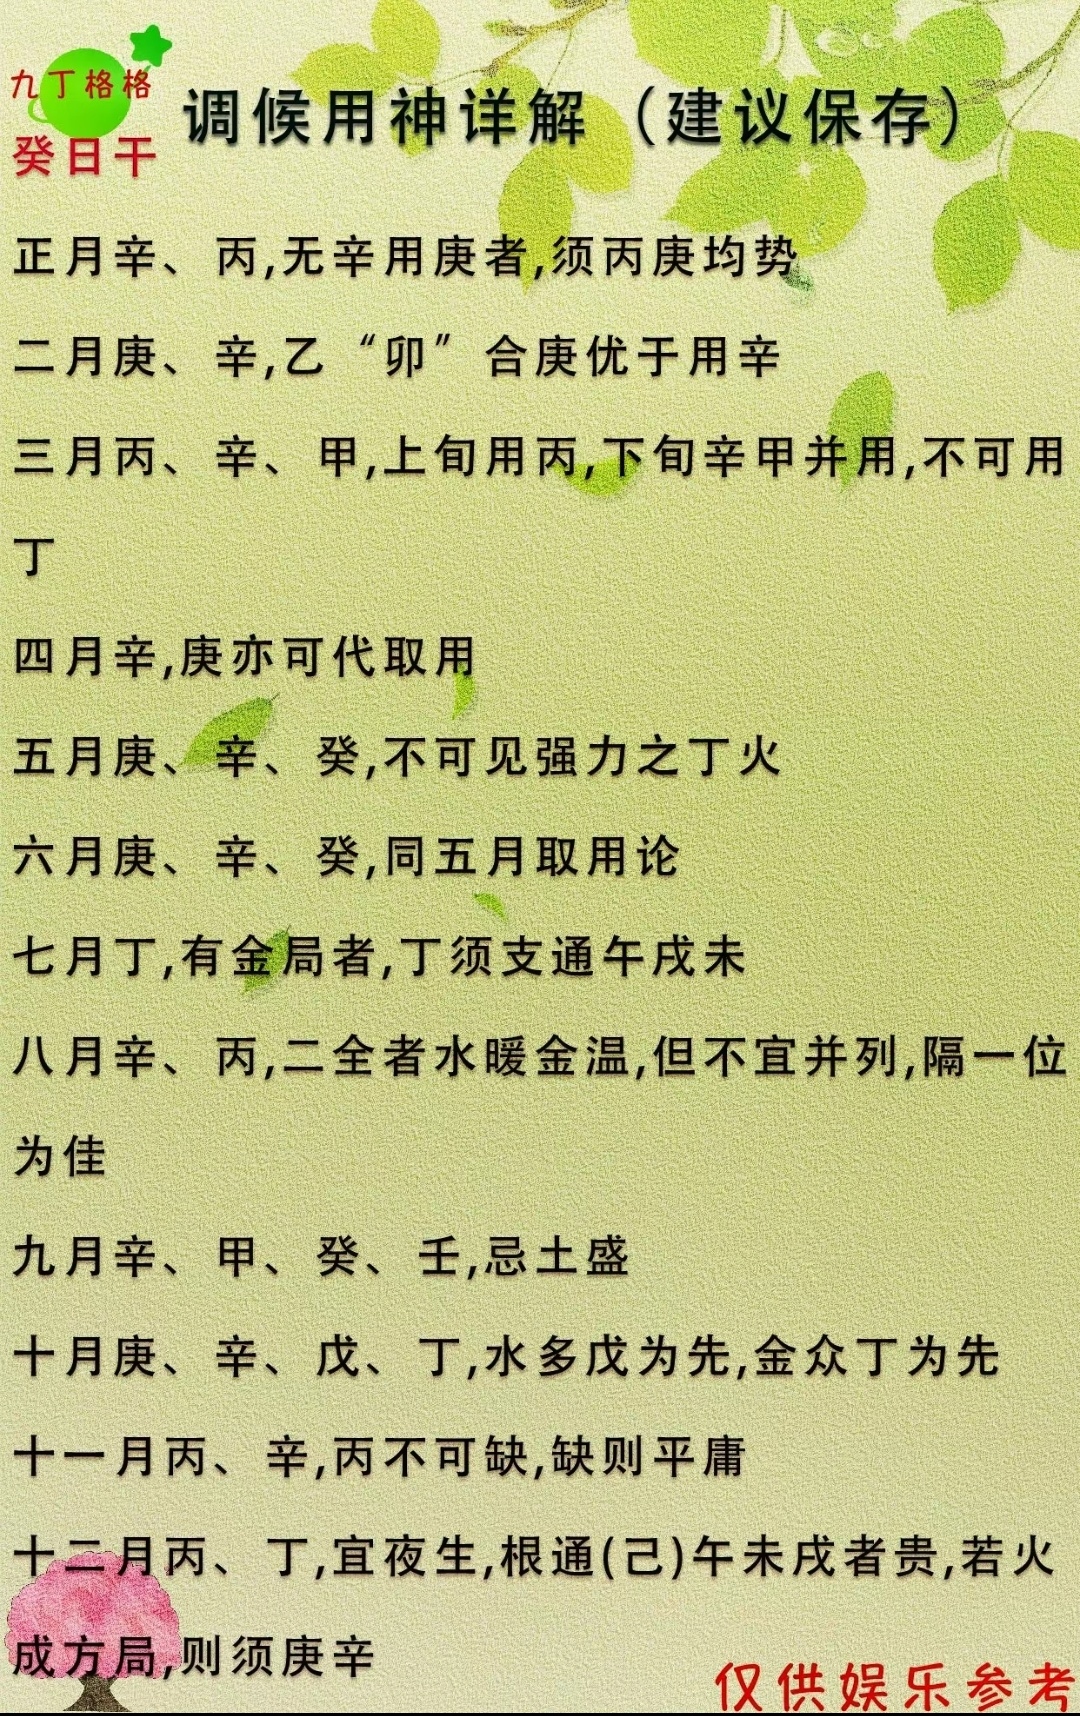 九丁格格
癸日干
调候用神详解（建议保存）
正月辛、丙,无辛用庚者,须丙庚均势
二月庚、辛,乙“卯”合庚优于用辛
三月丙、辛、甲,上旬用丙,下旬辛甲并用,不可用
丁
四月辛,庚亦可代取用
五月庚、辛、癸,不可见强力之丁火
六月庚、辛、癸,同五月取用论
七月丁,有金局者,丁须支通午戌未
八月辛、丙,二全者水暖金温,但不宜并列,隔一位
为佳
九月辛、甲、癸、壬,忌土盛
十月庚、辛、戊、丁,水多戊为先,金众丁为先
十一月丙、辛,丙不可缺,缺则平庸
十二月丙、丁,宜夜生,根通(己)午未戌者贵,若火
成方局,则须庚辛
仅供娱乐参考